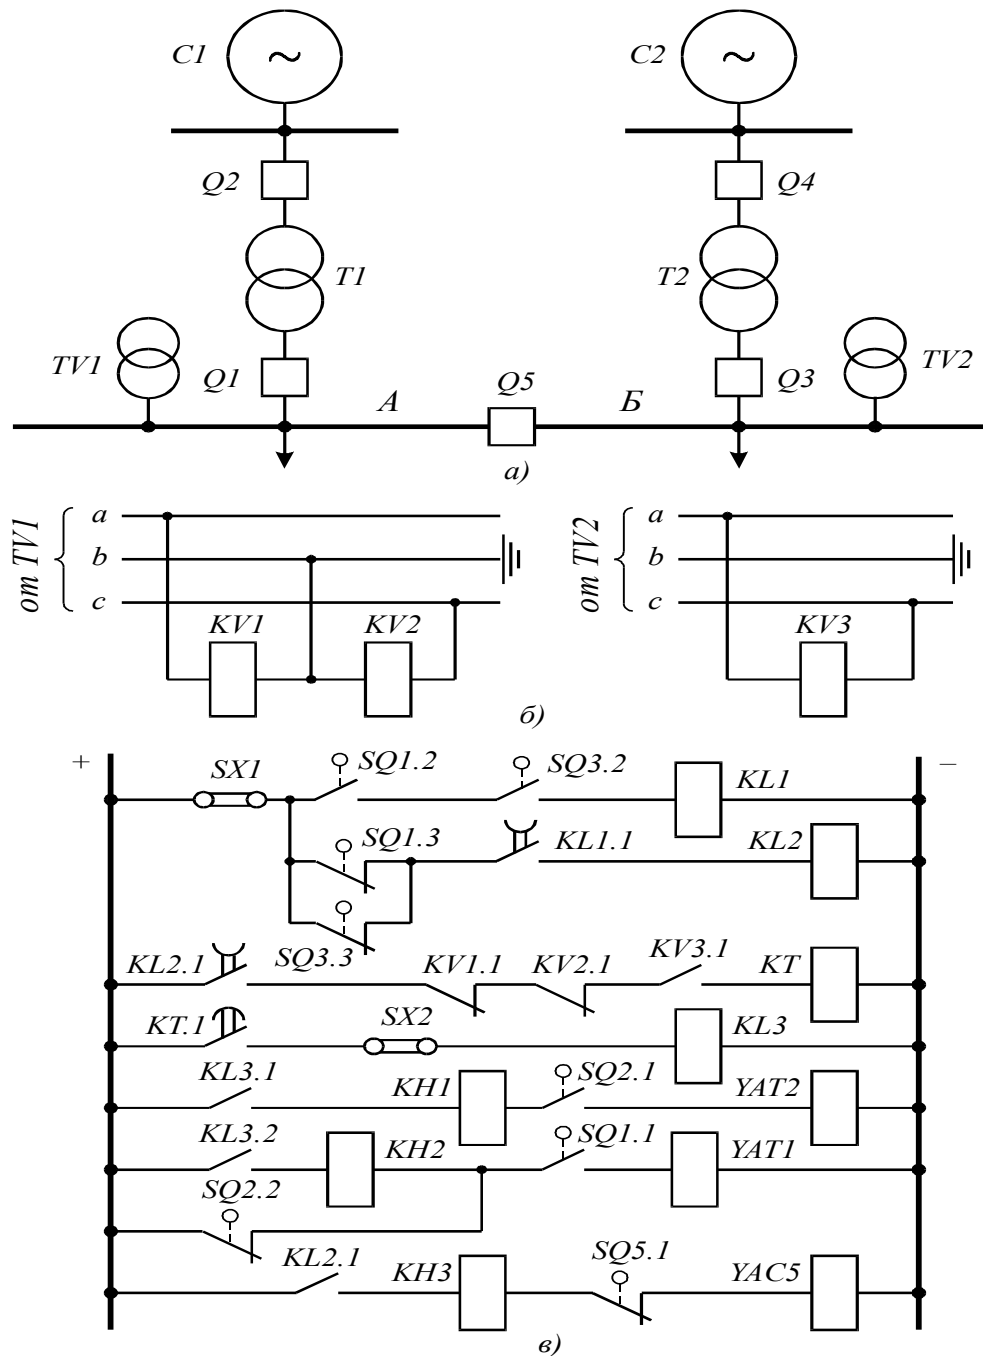 C1
C2
Q2
Q4
T1
T2
TV1
Q1
Q5
Q3
TV2
А
Б
а)
от TV1
a
b
c
KV1
KV2
от TV2
a
b
c
KV3
б)
+
–
SX1
SQ1.2
SQ3.2
KL1
SQ1.3
KL1.1
KL2
SQ3.3
KL2.1
KV1.1
KV2.1
KV3.1
KT
KT.1
SX2
KL3
KL3.1
KH1
SQ2.1
YAT2
KL3.2
KH2
SQ1.1
YAT1
SQ2.2
KL2.1
KH3
SQ5.1
YAC5
в)